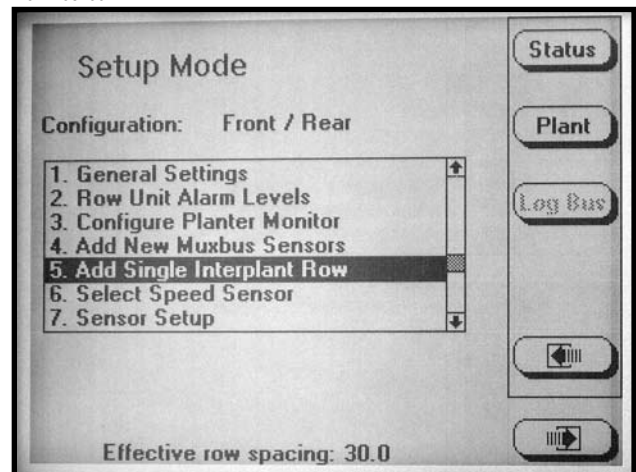 Setup Mode
Status
Configuration: Front / Rear
Plant
1. General Settings
2. Row Unit Alarm Levels
3. Configure Planter Monitor
4. Add New Muxbus Sensors
5. Add Single Interplant Row
6. Select Speed Sensor
7. Sensor Setup
Log Bus
Effective row spacing: 30.0